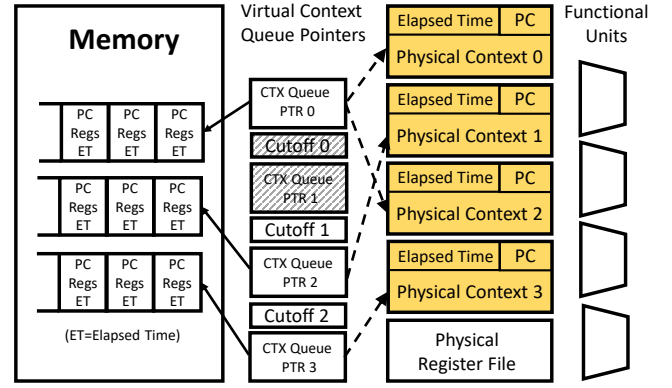 Memory
PC PC PC
Regs Regs Regs
ET ET ET
PC PC PC
Regs Regs Regs
ET ET ET
PC PC PC
Regs Regs Regs
ET ET ET
(ET=Elapsed Time)
Virtual Context
Queue Pointers
CTX Queue
PTR 0
Cutoff 0
CTX Queue
PTR 1
Cutoff 1
CTX Queue
PTR 2
Cutoff 2
CTX Queue
PTR 3
Elapsed Time PC
Physical Context 0
Elapsed Time PC
Physical Context 1
Elapsed Time PC
Physical Context 2
Elapsed Time PC
Physical Context 3
Physical
Register File
Functional
Units